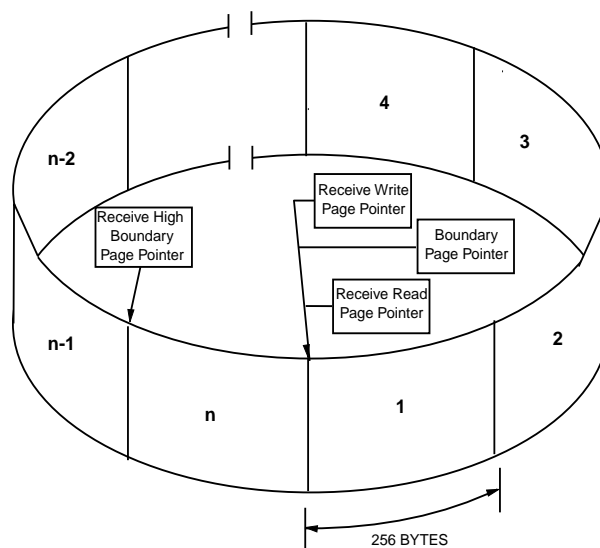 4
3
n-2
Receive Write
Page Pointer
Receive High
Boundary
Page Pointer
Boundary
Page Pointer
Receive Read
Page Pointer
2
n-1
1
n
256 BYTES